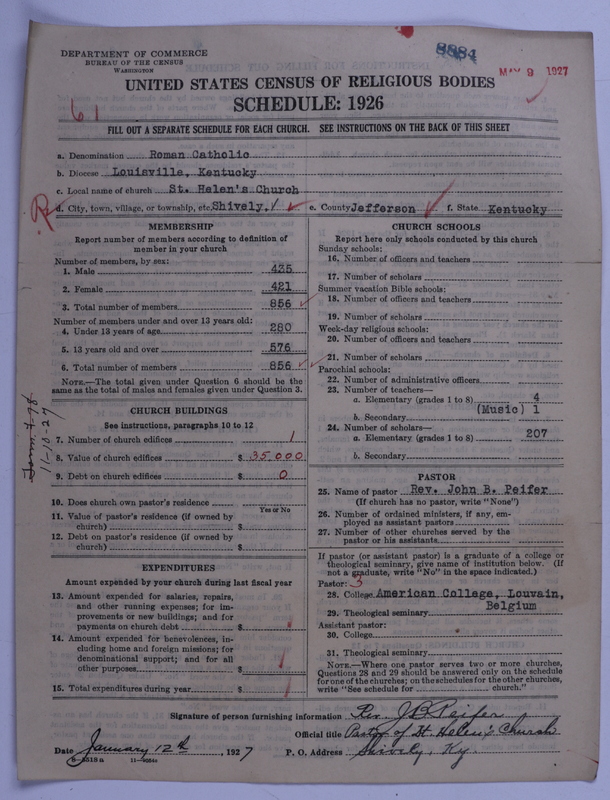 DEPARTMENT OF COMMERCE
BUREAU OF THE CENSUS
WASHINGTON
8884
MAY 9 1927
UNITED STATES CENSUS OF RELIGIOUS BODIES
SCHEDULE: 1926
61
FILL OUT A SEPARATE SCHEDULE FOR EACH CHURCH. SEE INSTRUCTIONS ON THE BACK OF THIS SHEET
a. Denomination Roman Catholic
b. Diocese Louisville, Kentucky
c. Local name of church St. Helen's Church
R
d. City, town, village, or township, etc. Shively, e. County Jefferson f. State Kentucky
MEMBERSHIP
Report number of members according to definition of
member in your church
Number of members, by sex:
1. Male 435
2. Female 421
3. Total number of members 856
Number of members under and over 13 years old:
4. Under 13 years of age 280
5. 13 years old and over 576
6. Total number of members 856
NOTE.—The total given under Question 6 should be the
same as the total of males and females given under Question 3.
CHURCH BUILDINGS
See instructions, paragraphs 10 to 12
7. Number of church edifices 1
8. Value of church edifices $ 35000
9. Debt on church edifices $ 0
10. Does church own pastor's residence
Yes or No
11. Value of pastor's residence (if owned by
church) $
12. Debt on pastor's residence (if owned by
church) $
11-10-27
EXPENDITURES
Amount expended by your church during last fiscal year
13. Amount expended for salaries, repairs,
and other running expenses; for im-
provements or new buildings; and for
payments on church debt $
14. Amount expended for benevolences, in-
cluding home and foreign missions; for
denominational support; and for all
other purposes $
15. Total expenditures during year $
CHURCH SCHOOLS
Report here only schools conducted by this church
Sunday schools:
16. Number of officers and teachers
17. Number of scholars
Summer vacation Bible schools:
18. Number of officers and teachers
19. Number of scholars
Week-day religious schools:
20. Number of officers and teachers
21. Number of scholars
Parochial schools:
22. Number of administrative officers
23. Number of teachers—
a. Elementary (grades 1 to 8) 4
b. Secondary (Music) 1
24. Number of scholars—
a. Elementary (grades 1 to 8) 207
b. Secondary
PASTOR
25. Name of pastor Rev. John B. Peifer
(If church has no pastor, write "None")
26. Number of ordained ministers, if any, em-
ployed as assistant pastors
27. Number of other churches served by the
pastor or his assistants
If pastor (or assistant pastor) is a graduate of a college or
theological seminary, give name of institution below. (If
not a graduate, write "No" in the space indicated.)
Pastor: 3
28. College American College, Louvain,
29. Theological seminary Belgium
Assistant pastor:
30. College
31. Theological seminary
NOTE.—Where one pastor serves two or more churches,
Questions 28 and 29 should be answered only on the schedule
for one of the churches; on the schedules for the other churches,
write "See schedule for church."
Signature of person furnishing information Rev. J B Peifer
Official title Pastor of St Helen's Church
Date January 12th, 1927 P. O. Address Shively, Ky.
8-5518a